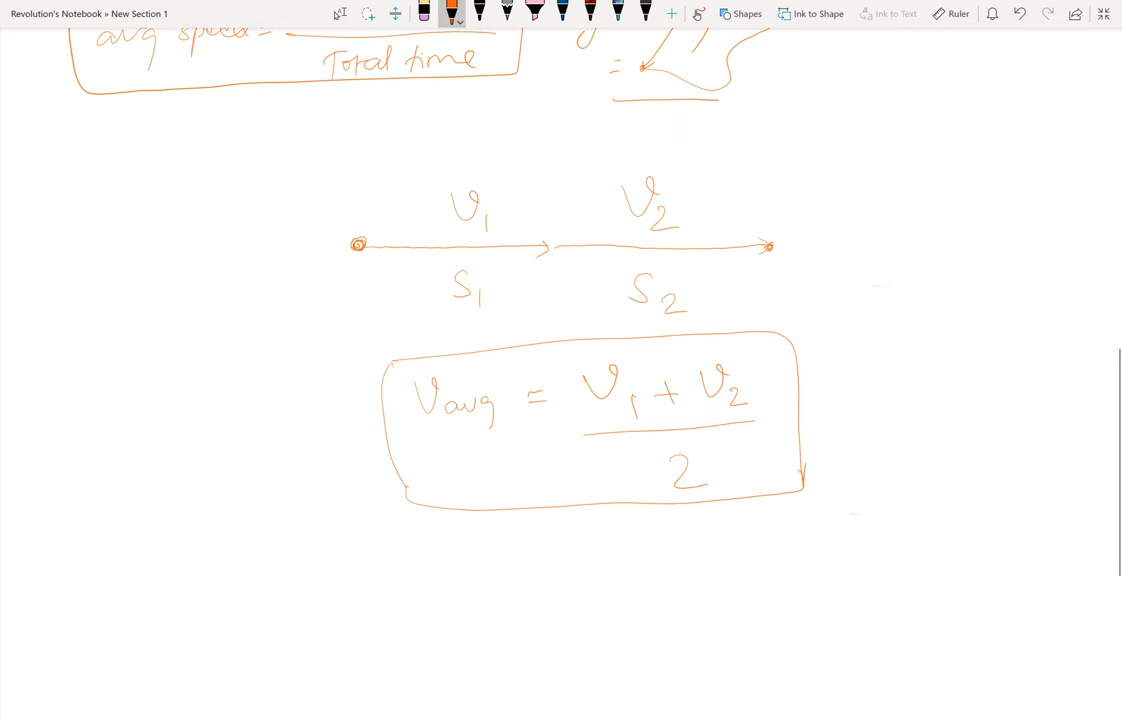 Revolution's Notebook » New Section 1
Shapes Ink to Shape Ink to Text Ruler
avg speed =
Total time
=
V1 V2
S1 S2
Vavg = V1 + V2
2